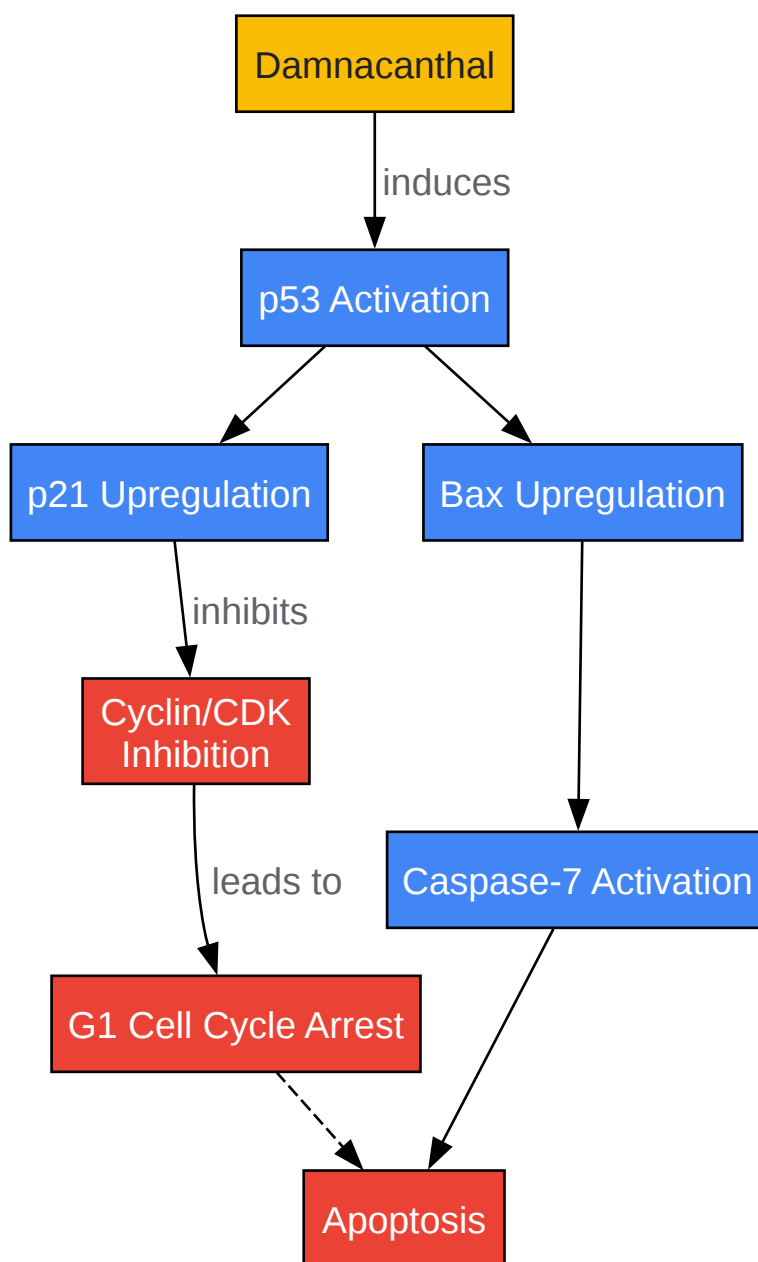 Damnacanthal
induces
p53 Activation
p21 Upregulation
Bax Upregulation
inhibits
Cyclin/CDK
Inhibition
leads to
Caspase-7 Activation
G1 Cell Cycle Arrest
Apoptosis